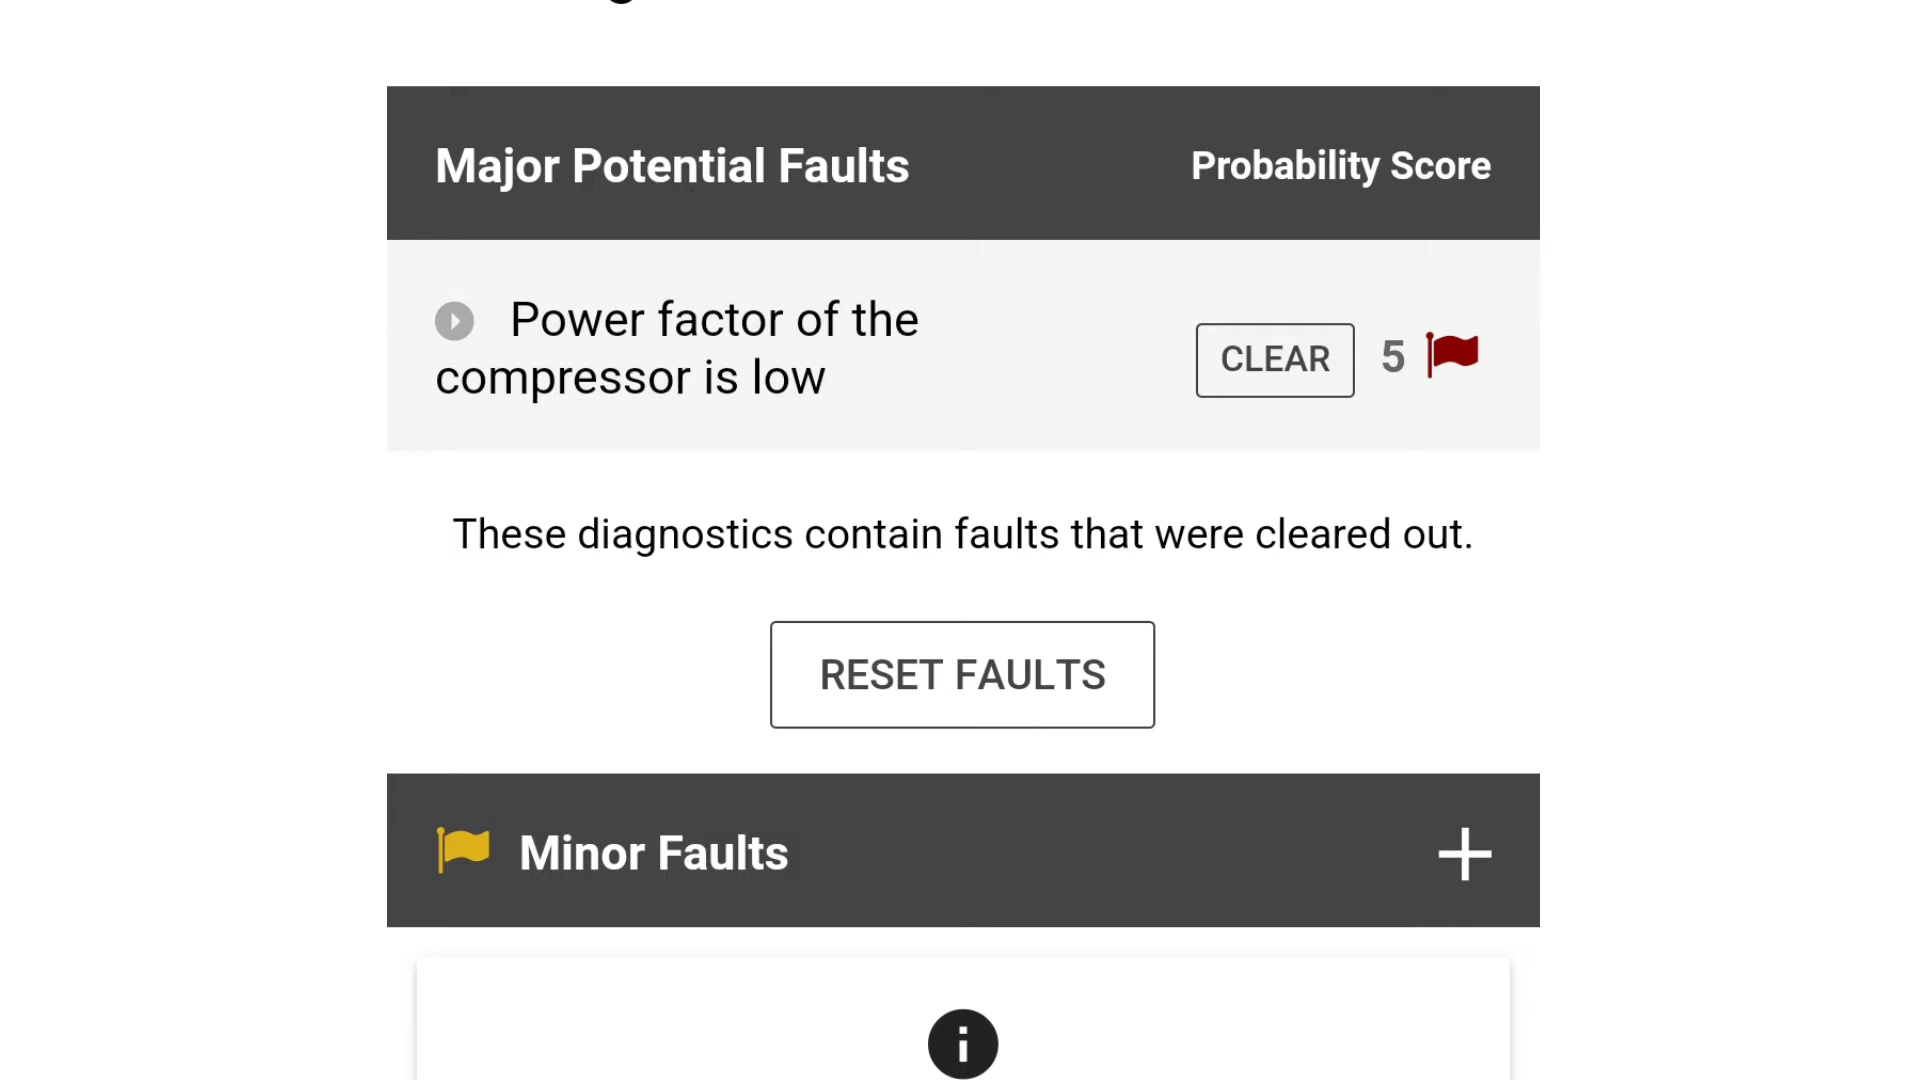 Major Potential Faults Probability Score
Power factor of the
compressor is low
CLEAR 5
These diagnostics contain faults that were cleared out.
RESET FAULTS
Minor Faults